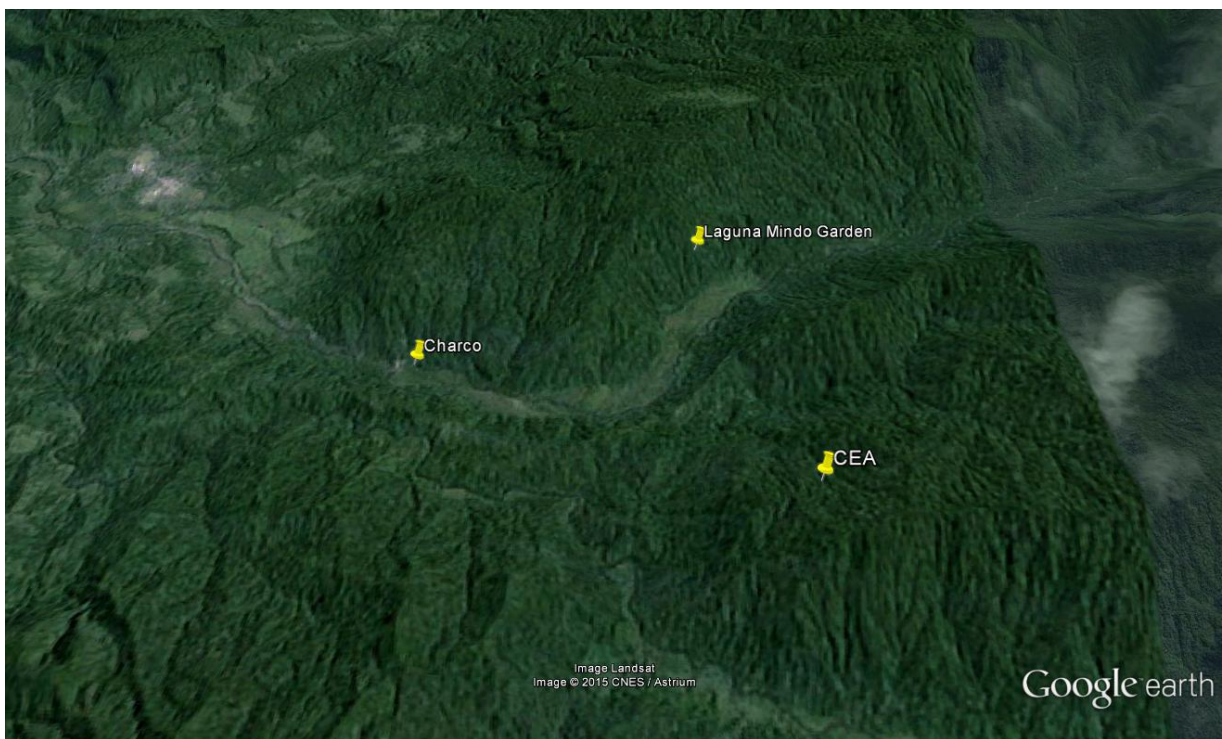 Laguna Mindo Garden
Charco
CEA
Image Landsat
Image © 2015 CNES / Astrium
Google earth